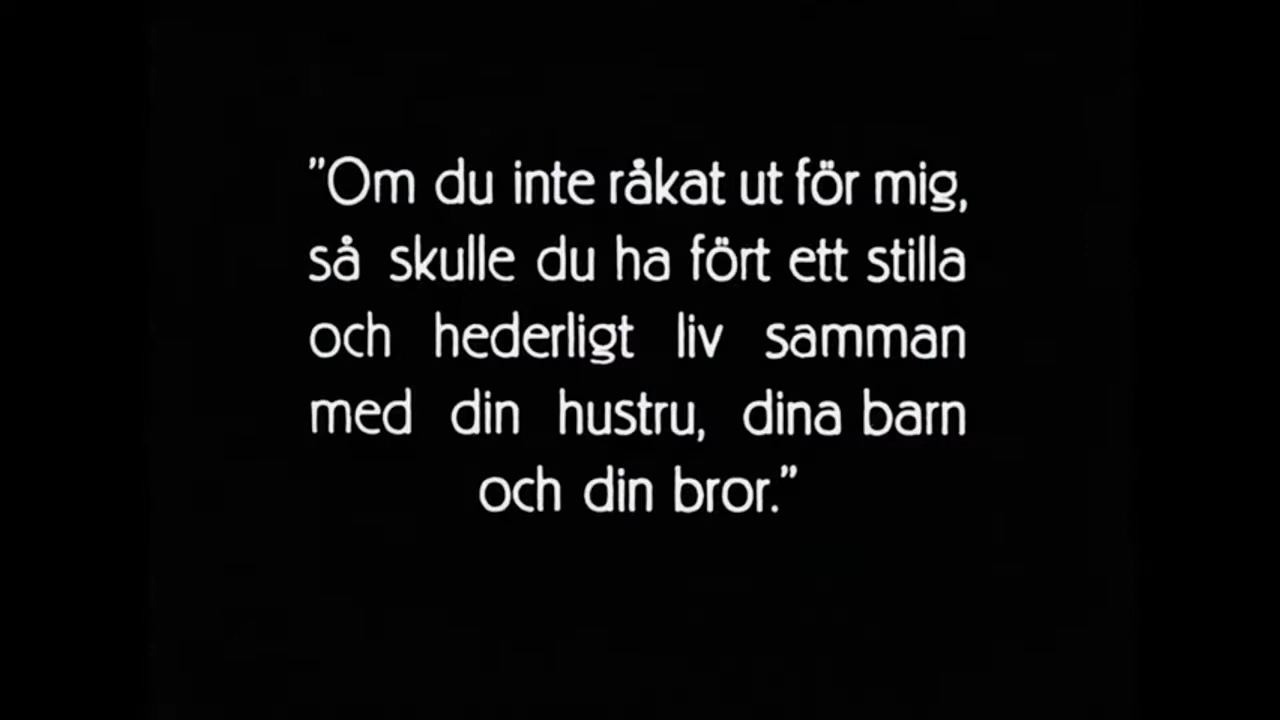 "Om du inte råkat ut för mig,
så skulle du ha fört ett stilla
och hederligt liv samman
med din hustru, dina barn
och din bror."